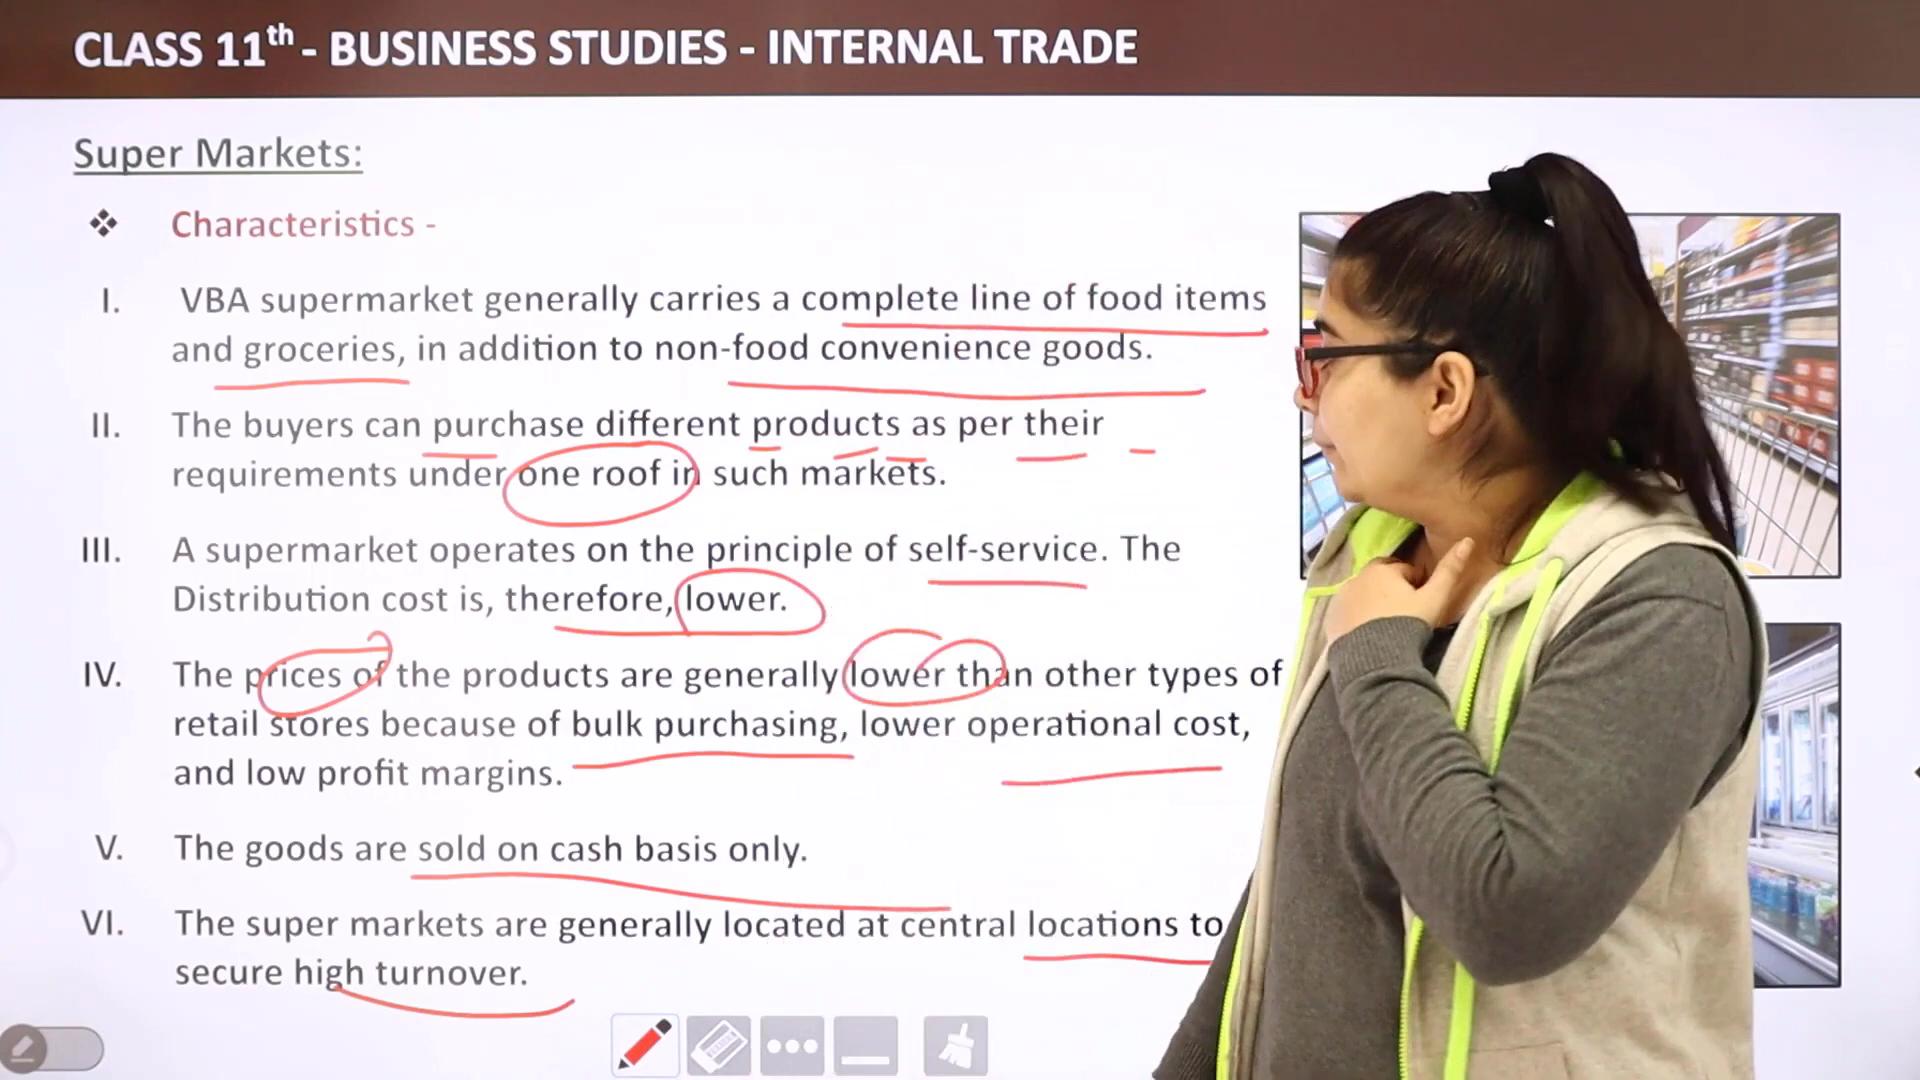 CLASS 11th - BUSINESS STUDIES - INTERNAL TRADE
Super Markets:
❖ Characteristics -
I. VBA supermarket generally carries a complete line of food items
and groceries, in addition to non-food convenience goods.
II. The buyers can purchase different products as per their
requirements under one roof in such markets.
III. A supermarket operates on the principle of self-service. The
Distribution cost is, therefore, lower.
IV. The prices of the products are generally lower than other types of
retail stores because of bulk purchasing, lower operational cost,
and low profit margins.
V. The goods are sold on cash basis only.
VI. The super markets are generally located at central locations to
secure high turnover.